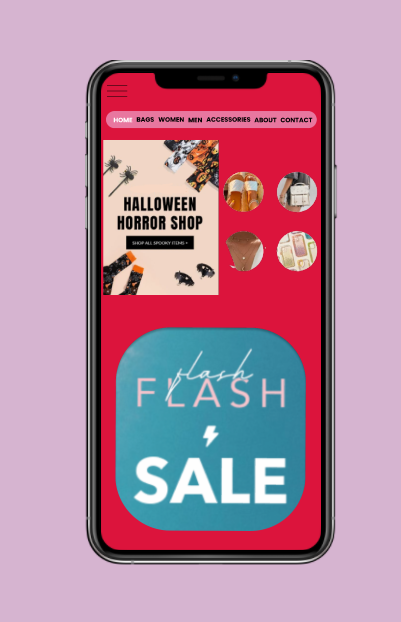 HOME BAGS WOMEN MEN ACCESSORIES ABOUT CONTACT
HALLOWEEN
HORROR SHOP
SHOP ALL SPOOKY ITEMS >
flash
FLASH
SALE